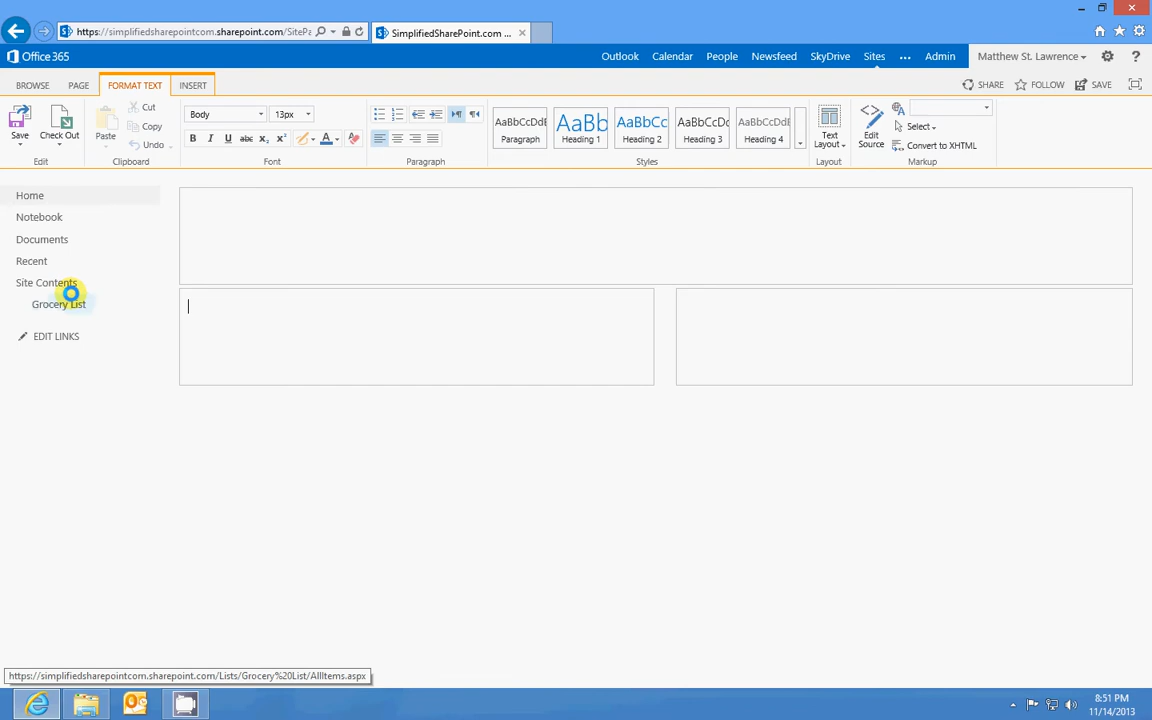 https://simplifiedsharepointcom.sharepoint.com/SitePa
SimplifiedSharePoint.com ...
Office 365
Outlook Calendar People Newsfeed SkyDrive Sites ... Admin Matthew St. Lawrence ?
BROWSE PAGE FORMAT TEXT INSERT SHARE FOLLOW SAVE
Save Check Out Paste Cut Copy Undo
Body 13px
B I U abc x₂ x² A
AaBbCcDdE AaBb AaBbCc AaBbCcDc AaBbCcDdE
Paragraph Heading 1 Heading 2 Heading 3 Heading 4
Text Layout Edit Source Select Convert to XHTML
Edit Clipboard Font Paragraph Styles Layout Markup
Home
Notebook
Documents
Recent
Site Contents
Grocery List
EDIT LINKS
https://simplifiedsharepointcom.sharepoint.com/Lists/Grocery%20List/AllItems.aspx
8:51 PM
11/14/2013